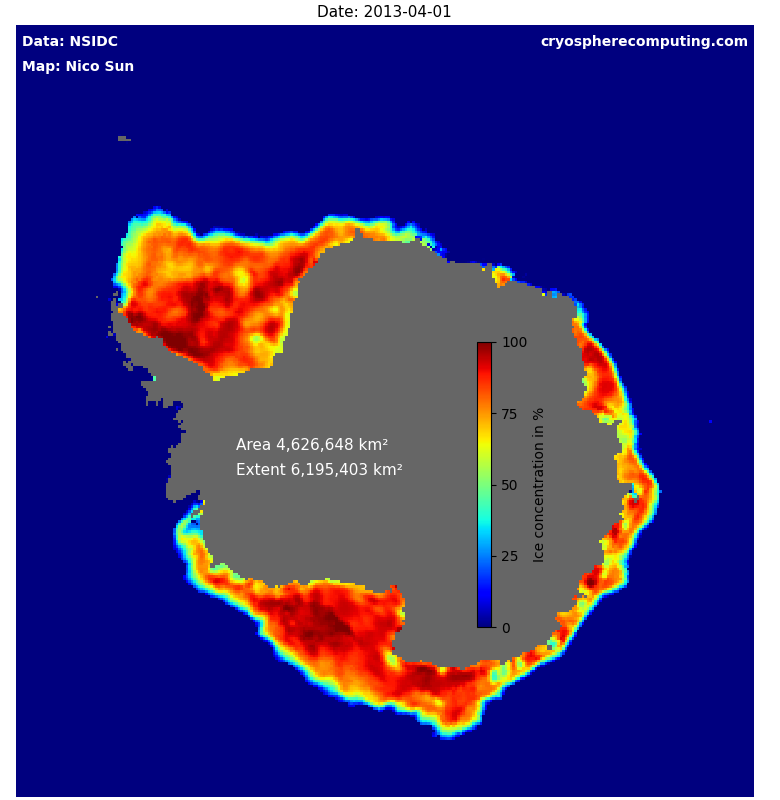 Date: 2013-04-01
Data: NSIDC
cryospherecomputing.com
Map: Nico Sun
100
75
50
25
0
Ice concentration in %
Area 4,626,648 km²
Extent 6,195,403 km²